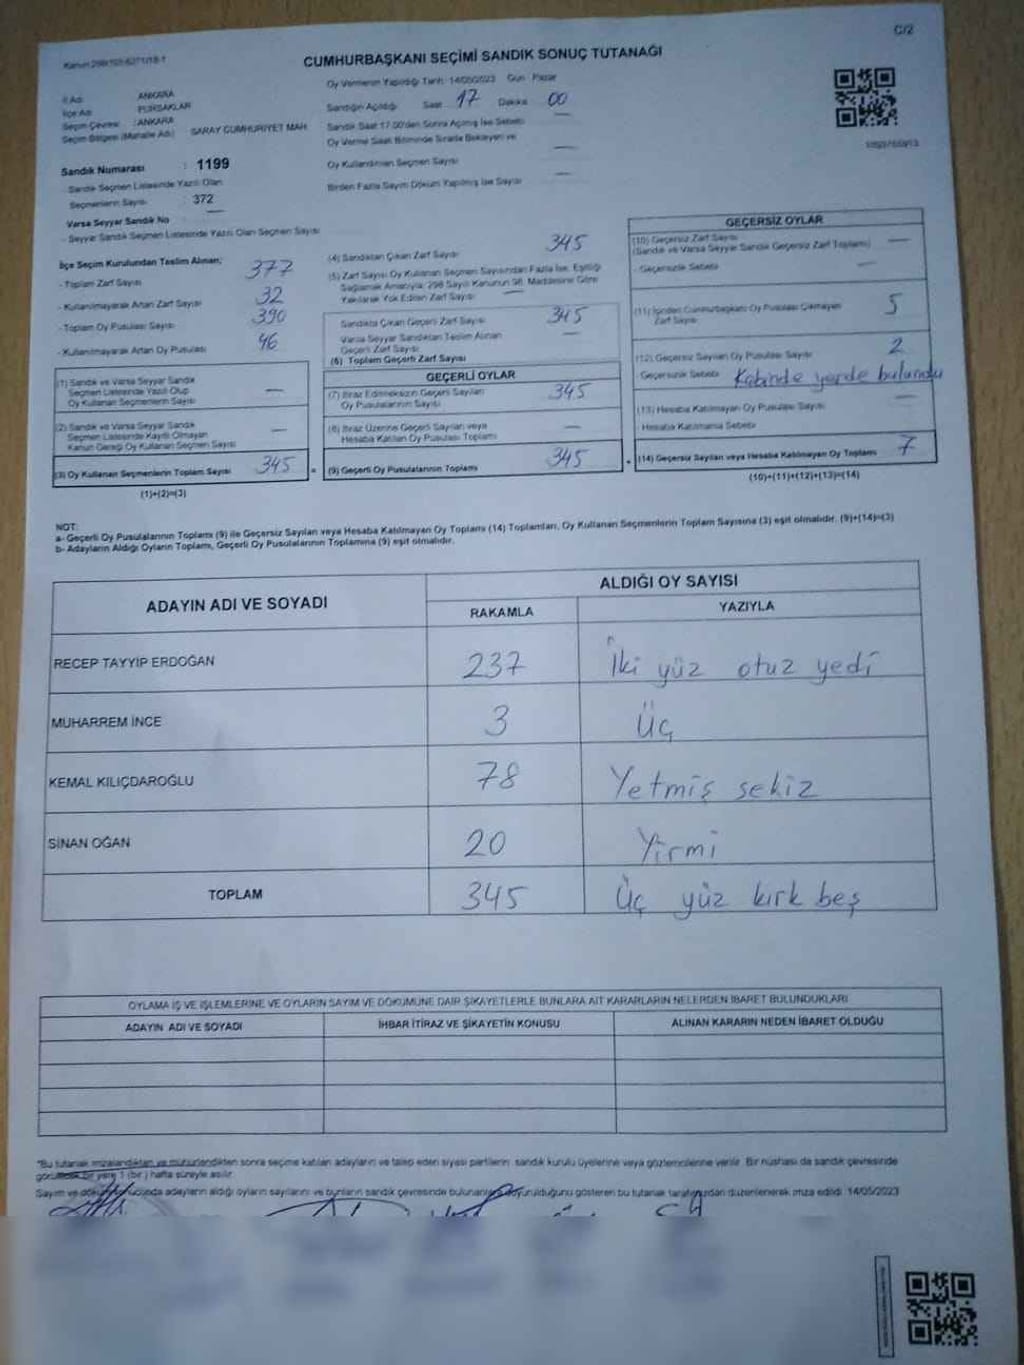 C/2
CUMHURBAŞKANI SEÇİMİ SANDIK SONUÇ TUTANAĞI
Oy Vermenin Yapıldığı Tarih: 14/05/2023 Gün: Pazar
İl Adı : ANKARA
İlçe Adı : PURSAKLAR
Seçim Çevresi : ANKARA
Seçim Bölgesi (Mahalle Adı) : SARAY CUMHURİYET MAH.
Sandığın Açıldığı Saat 17 Dakika 00
Sandık Saat 17.00'den Sonra Açılmış İse Sebebi
Oy Verme Saati Bitiminde Sırada Bekleyen ve
Oy Kullandırılan Seçmen Sayısı
Birden Fazla Sayım Döküm Yapılmış İse Sayısı
Sandık Numarası : 1199
Sandık Seçmen Listesinde Yazılı Olan
Seçmenlerin Sayısı : 372
Varsa Seyyar Sandık No
- Seyyar Sandık Seçmen Listesinde Yazılı Olan Seçmen Sayısı
İlçe Seçim Kurulundan Teslim Alınan;
- Toplam Zarf Sayısı 377
- Kullanılmayarak Artan Zarf Sayısı 32
- Toplam Oy Pusulası Sayısı 390
- Kullanılmayarak Artan Oy Pusulası 46
(1) Sandık ve Varsa Seyyar Sandık
Seçmen Listesinde Yazılı Olup
Oy Kullanan Seçmenlerin Sayısı —
(2) Sandık ve Varsa Seyyar Sandık
Seçmen Listesinde Kayıtlı Olmayan
Kanun Gereği Oy Kullanan Seçmen Sayısı —
(3) Oy Kullanan Seçmenlerin Toplam Sayısı 345
(1)+(2)=(3)
(4) Sandıktan Çıkan Zarf Sayısı 345
(5) Zarf Sayısı Oy Kullanan Seçmen Sayısından Fazla İse, Eşitliği
Sağlamak Amacıyla; 298 Sayılı Kanunun 98. Maddesine Göre
Yakılarak Yok Edilen Zarf Sayısı —
Sandıkta Çıkan Geçerli Zarf Sayısı 345
Varsa Seyyar Sandıktan Teslim Alınan
Geçerli Zarf Sayısı —
(6) Toplam Geçerli Zarf Sayısı
GEÇERLİ OYLAR
(7) İtiraz Edilmeksizin Geçerli Sayılan
Oy Pusulalarının Sayısı 345
(8) İtiraz Üzerine Geçerli Sayılan veya
Hesaba Katılan Oy Pusulası Toplamı —
(9) Geçerli Oy Pusulalarının Toplamı 345
GEÇERSİZ OYLAR
(10) Geçersiz Zarf Sayısı —
(Sandık ve Varsa Seyyar Sandık Geçersiz Zarf Toplamı)
- Geçersizlik Sebebi —
(11) İçinden Cumhurbaşkanı Oy Pusulası Çıkmayan
Zarf Sayısı 5
(12) Geçersiz Sayılan Oy Pusulası Sayısı 2
Geçersizlik Sebebi Kabinde yerde bulundu
(13) Hesaba Katılmayan Oy Pusulası Sayısı —
Hesaba Katılmama Sebebi
(14) Geçersiz Sayılan veya Hesaba Katılmayan Oy Toplamı 7
(10)+(11)+(12)+(13)=(14)
NOT:
a- Geçerli Oy Pusulalarının Toplamı (9) ile Geçersiz Sayılan veya Hesaba Katılmayan Oy Toplamı (14) Toplamları, Oy Kullanan Seçmenlerin Toplam Sayısına (3) eşit olmalıdır. (9)+(14)=(3)
b- Adayların Aldığı Oyların Toplamı, Geçerli Oy Pusulalarının Toplamına (9) eşit olmalıdır.
ADAYIN ADI VE SOYADI
ALDIĞI OY SAYISI
RAKAMLA YAZIYLA
RECEP TAYYİP ERDOĞAN 237 İki yüz otuz yedi
MUHARREM İNCE 3 Üç
KEMAL KILIÇDAROĞLU 78 Yetmiş sekiz
SİNAN OĞAN 20 Yirmi
TOPLAM 345 Üç yüz kırk beş
OYLAMA İŞ VE İŞLEMLERİNE VE OYLARIN SAYIM VE DÖKÜMÜNE DAİR ŞİKAYETLERLE BUNLARA AİT KARARLARIN NELERDEN İBARET BULUNDUKLARI
ADAYIN ADI VE SOYADI İHBAR İTİRAZ VE ŞİKAYETİN KONUSU ALINAN KARARIN NEDEN İBARET OLDUĞU
"Bu tutanak imzalandıktan ve mühürlendikten sonra seçime katılan adayların ve talep eden siyasi partilerin sandık kurulu üyelerine veya gözlemcilerine verilir. Bir nüshası da sandık çevresinde
görülecek bir yere 1 (bir) hafta süreyle asılır.
Sayım ve döküm sonucunda adayların aldığı oyların sayılarını ve bunların sandık çevresinde bulunanlara duyurulduğunu gösteren bu tutanak tarafımızdan düzenlenerek imza edildi. 14/05/2023